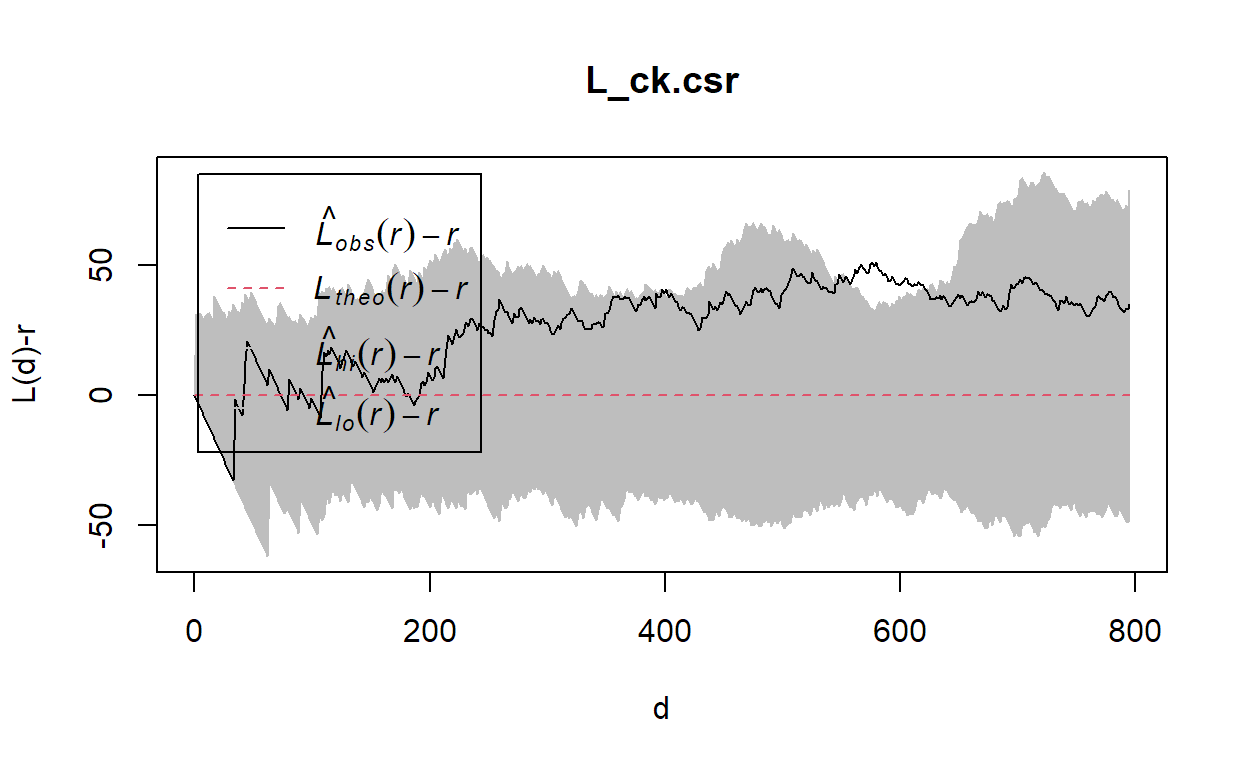 L_ck.csr
L̂obs(r) − r
Ltheo(r) − r
L̂hi(r) − r
L̂lo(r) − r
L(d)-r
50
0
-50
0 200 400 600 800
d